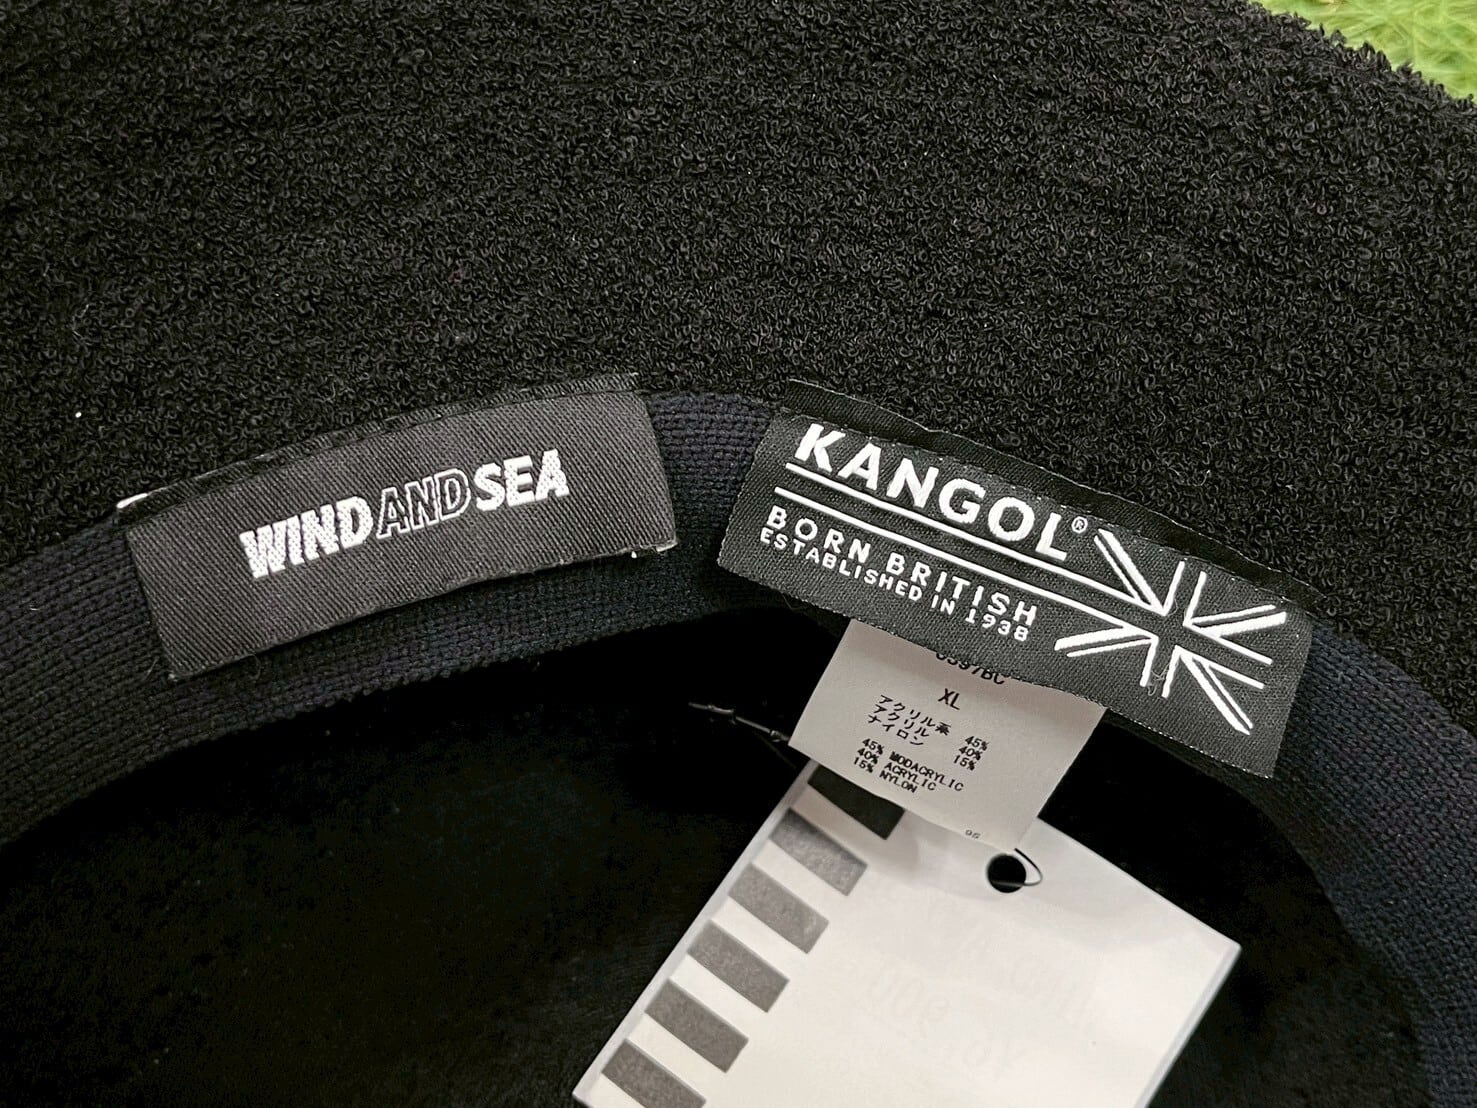 WINDANDSEA
KANGOL®
BORN BRITISH
ESTABLISHED IN 1938
XL
アクリル系 45%
アクリル 40%
ナイロン 15%
45% MODACRYLIC
40% ACRYLIC
15% NYLON